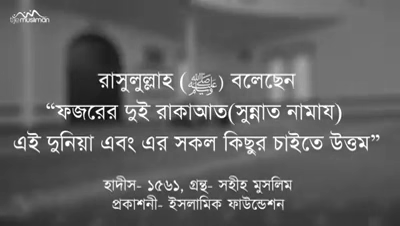 themusliman
রাসুলুল্লাহ (ﷺ) বলেছেন
“ফজরের দুই রাকাআত(সুন্নাত নামায)
এই দুনিয়া এবং এর সকল কিছুর চাইতে উত্তম”
হাদীস- ১৫৬১, গ্রন্থ- সহীহ মুসলিম
প্রকাশনী- ইসলামিক ফাউন্ডেশন